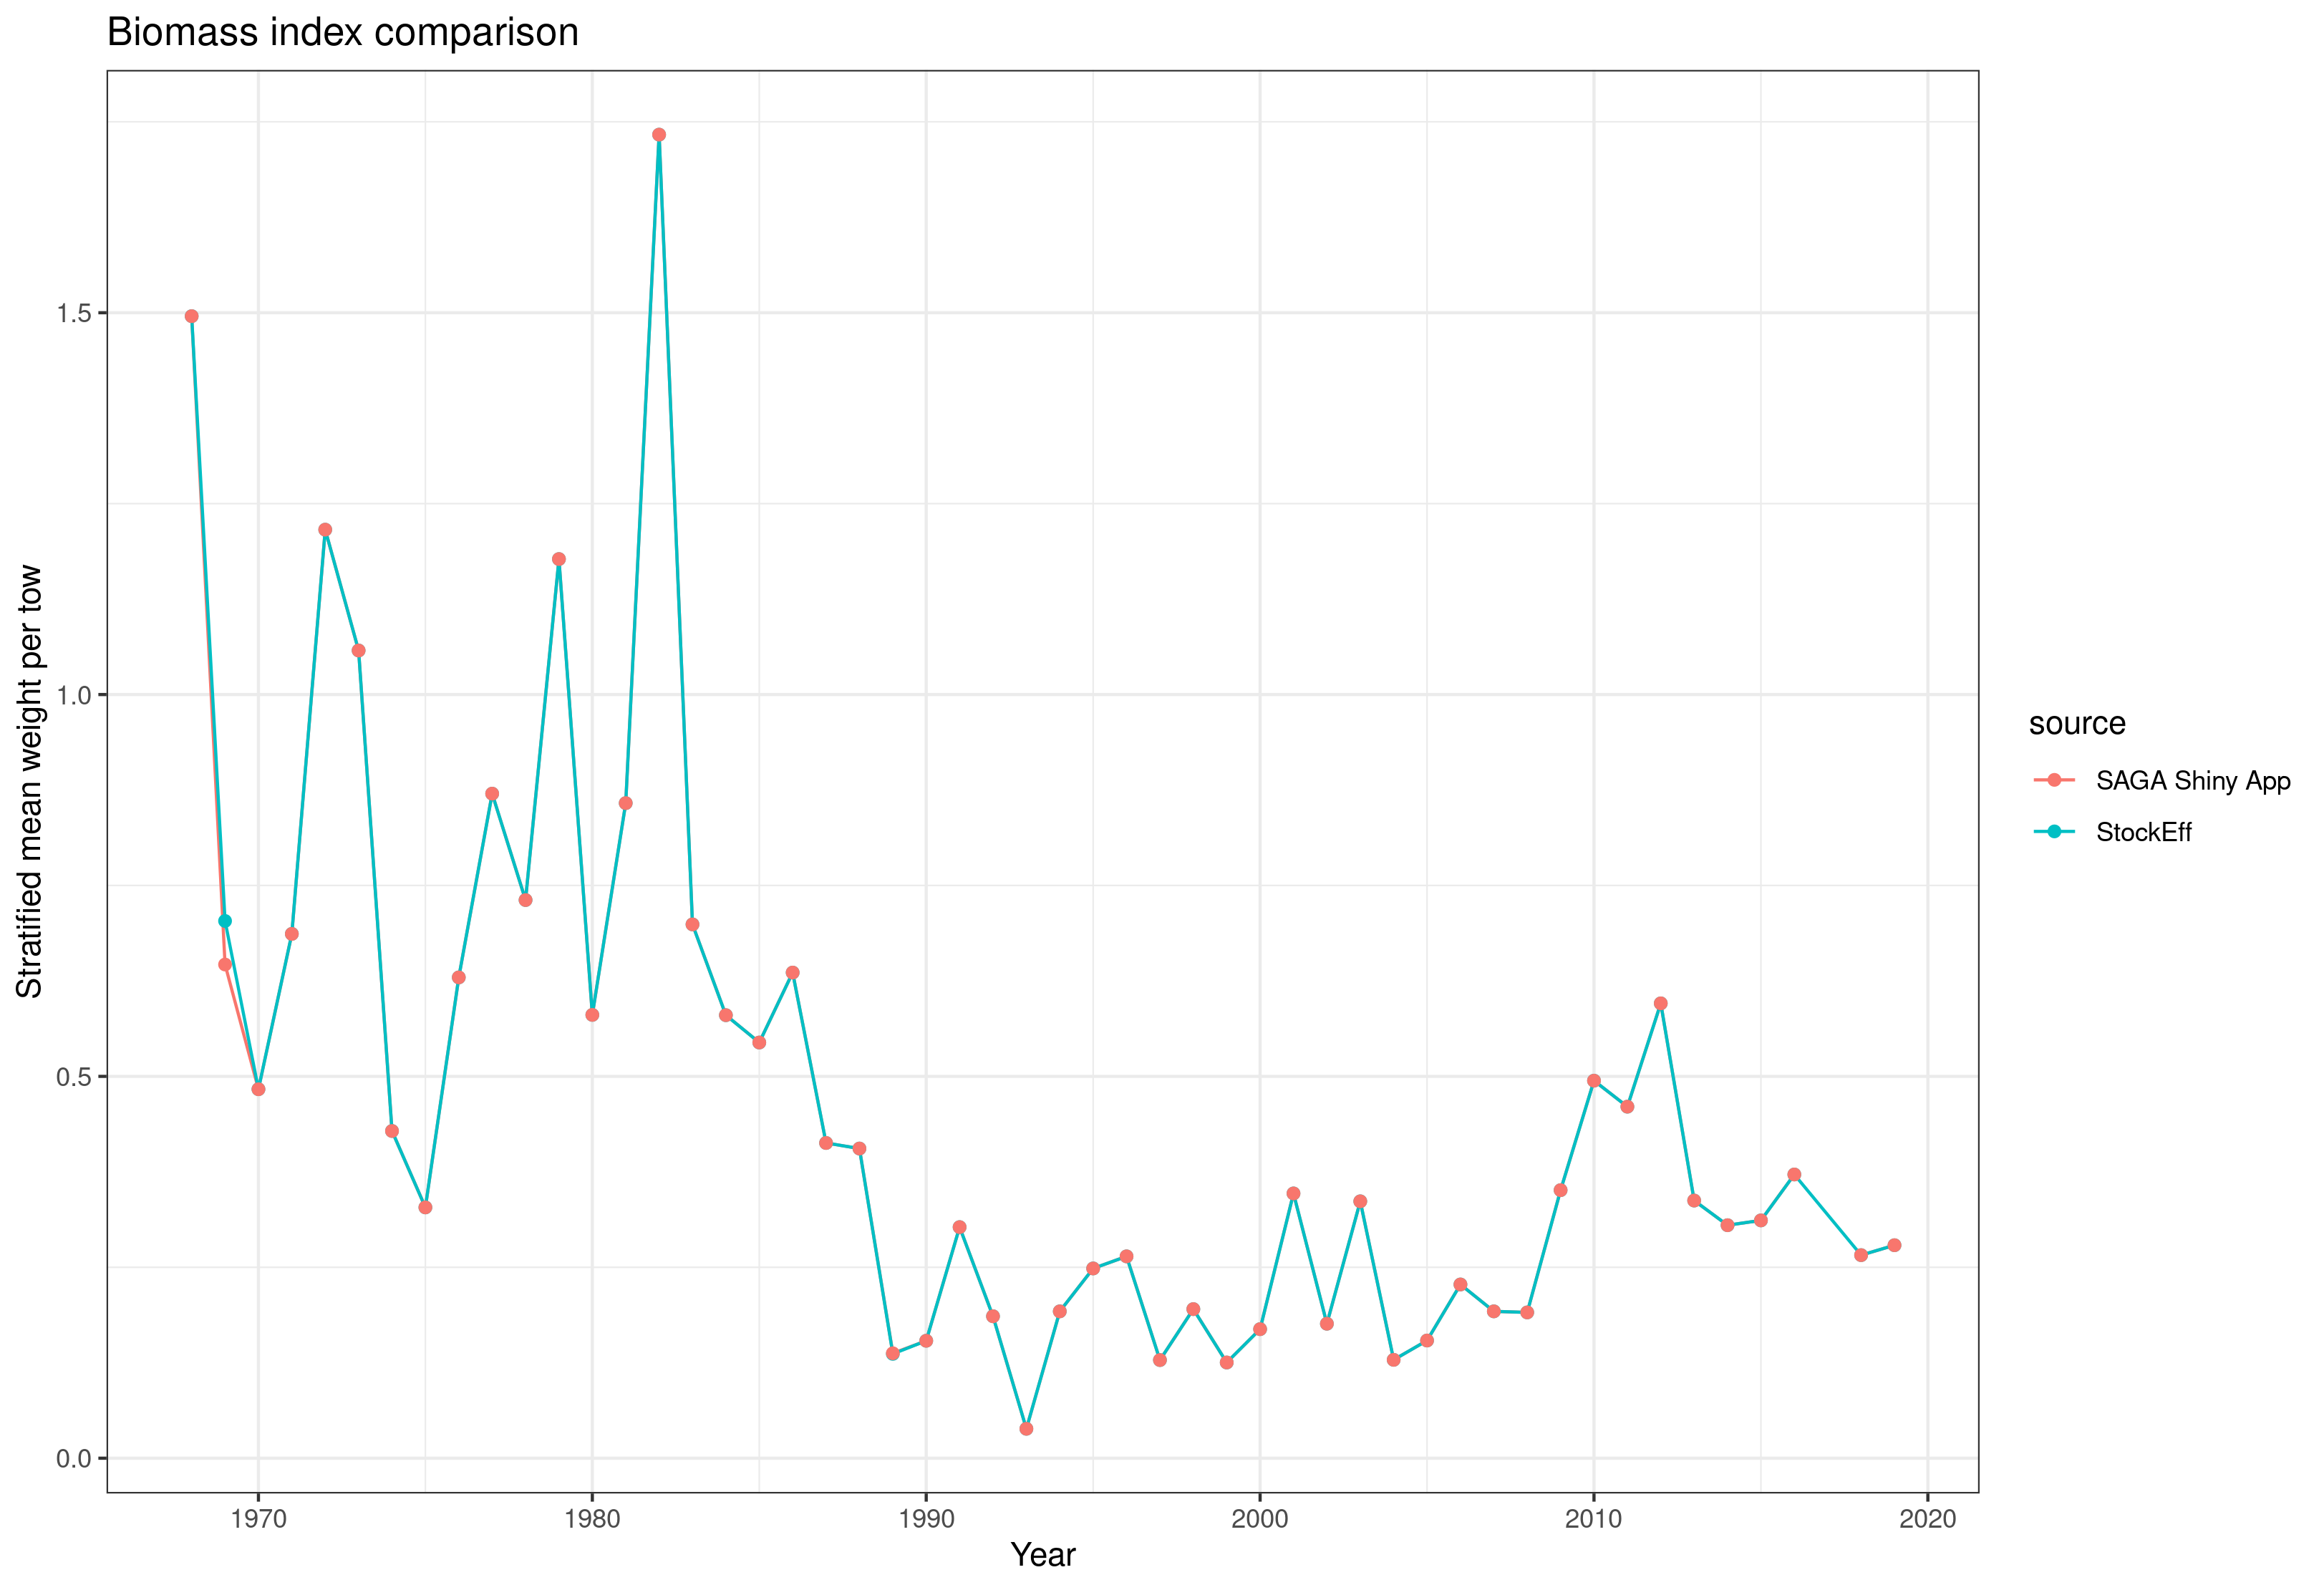 Biomass index comparison
Stratified mean weight per tow
1.5
1.0
0.5
0.0
1970 1980 1990 2000 2010 2020
Year
source
SAGA Shiny App
StockEff